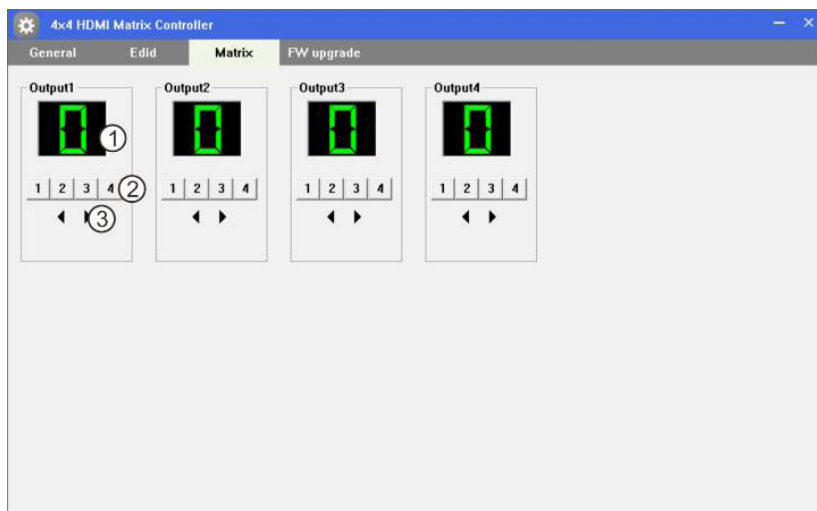 4x4 HDMI Matrix Controller
General Edid Matrix FW upgrade
Output1 Output2 Output3 Output4
0 0 0 0
①
1 2 3 4 1 2 3 4 1 2 3 4 1 2 3 4
②
③